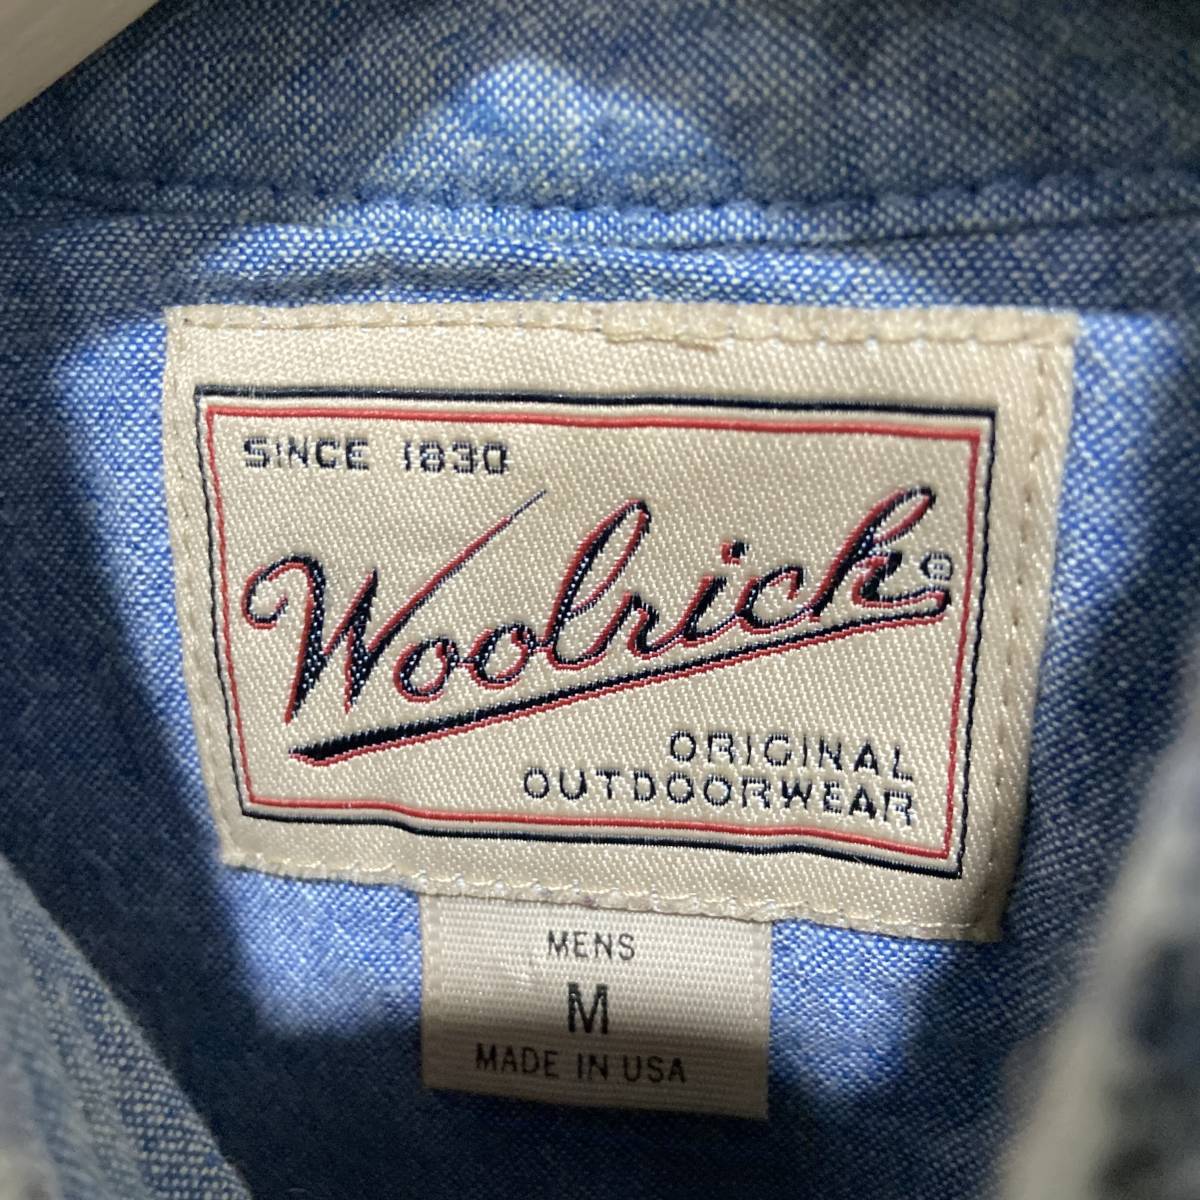 SINCE 1830
Woolrich®
ORIGINAL
OUTDOORWEAR
MENS
M
MADE IN USA